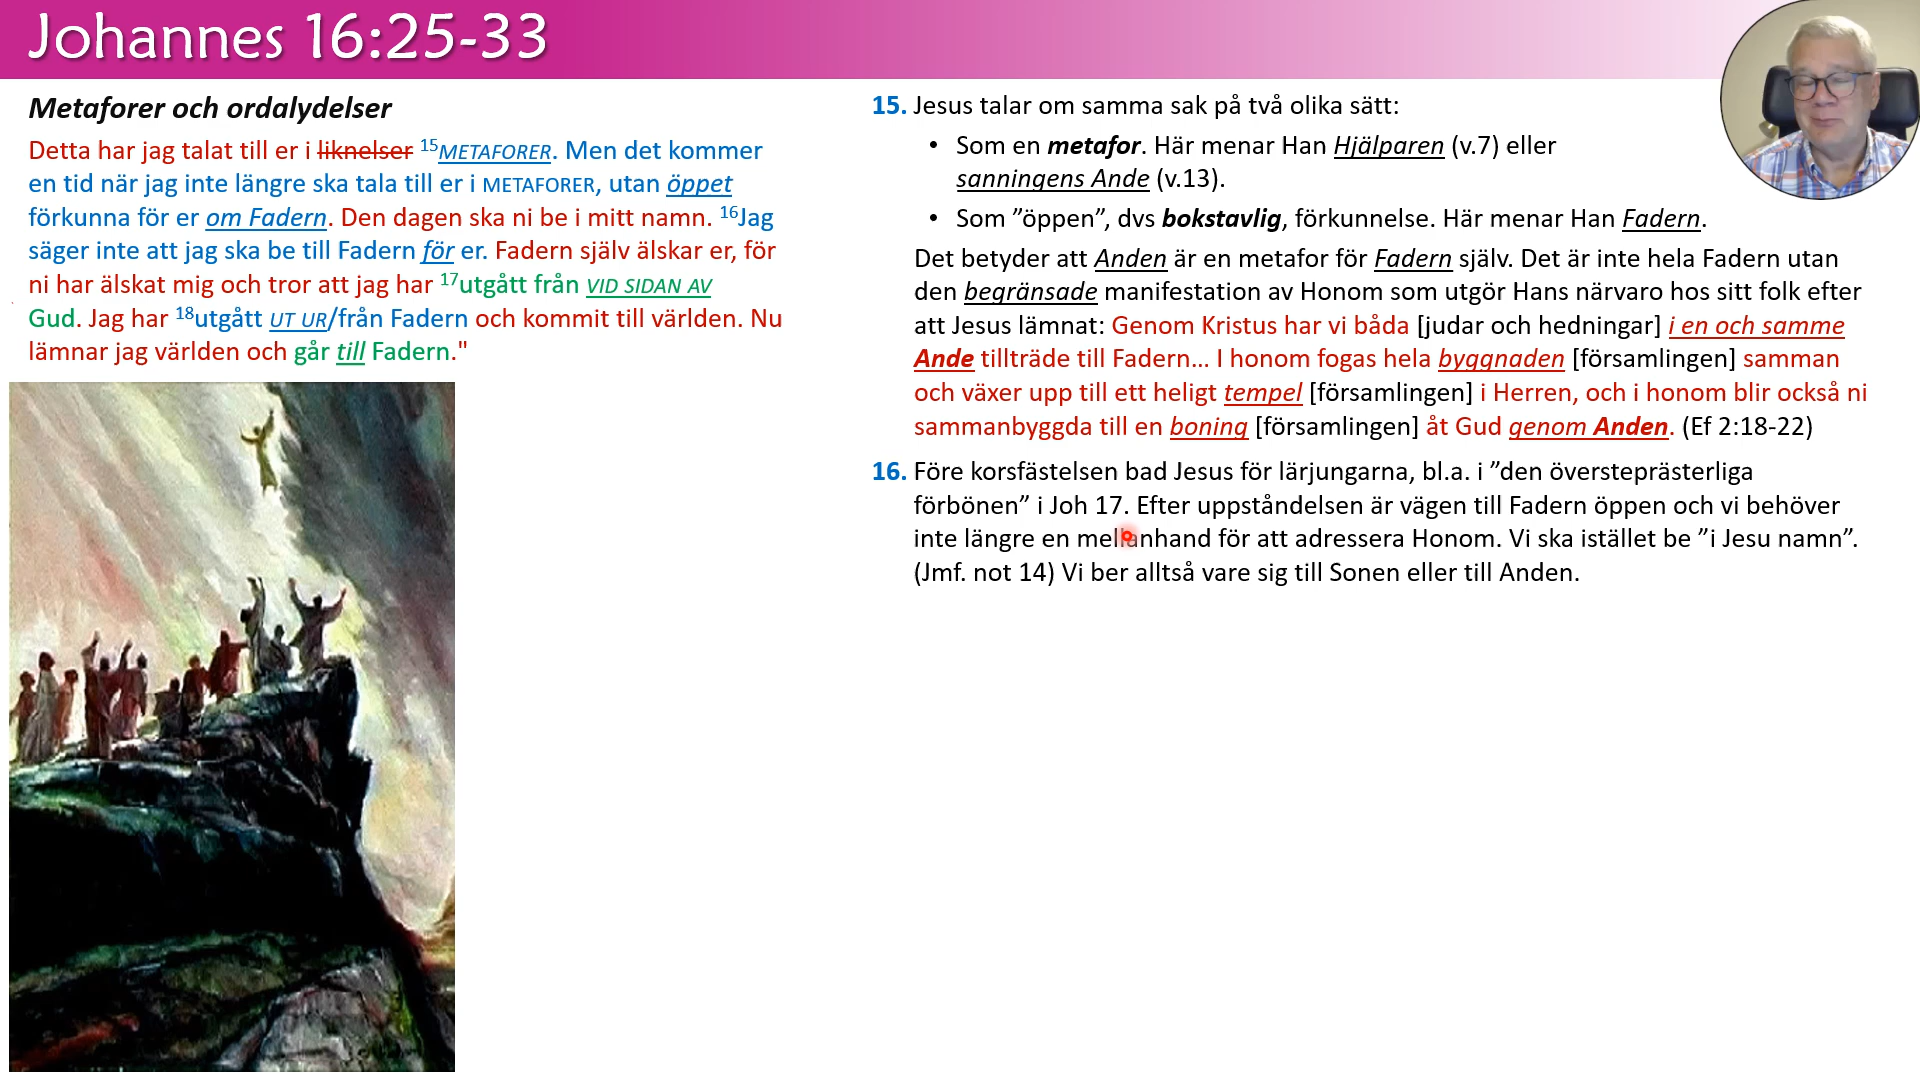 Johannes 16:25-33
Metaforer och ordalydelser
Detta har jag talat till er i liknelser 15METAFORER. Men det kommer
en tid när jag inte längre ska tala till er i METAFORER, utan öppet
förkunna för er om Fadern. Den dagen ska ni be i mitt namn. 16Jag
säger inte att jag ska be till Fadern för er. Fadern själv älskar er, för
ni har älskat mig och tror att jag har 17utgått från VID SIDAN AV
Gud. Jag har 18utgått UT UR/från Fadern och kommit till världen. Nu
lämnar jag världen och går till Fadern."
15. Jesus talar om samma sak på två olika sätt:
• Som en metafor. Här menar Han Hjälparen (v.7) eller
sanningens Ande (v.13).
• Som ”öppen”, dvs bokstavlig, förkunnelse. Här menar Han Fadern.
Det betyder att Anden är en metafor för Fadern själv. Det är inte hela Fadern utan
den begränsade manifestation av Honom som utgör Hans närvaro hos sitt folk efter
att Jesus lämnat: Genom Kristus har vi båda [judar och hedningar] i en och samme
Ande tillträde till Fadern… I honom fogas hela byggnaden [församlingen] samman
och växer upp till ett heligt tempel [församlingen] i Herren, och i honom blir också ni
sammanbyggda till en boning [församlingen] åt Gud genom Anden. (Ef 2:18-22)
16. Före korsfästelsen bad Jesus för lärjungarna, bl.a. i ”den översteprästerliga
förbönen” i Joh 17. Efter uppståndelsen är vägen till Fadern öppen och vi behöver
inte längre en mellanhand för att adressera Honom. Vi ska istället be ”i Jesu namn”.
(Jmf. not 14) Vi ber alltså vare sig till Sonen eller till Anden.